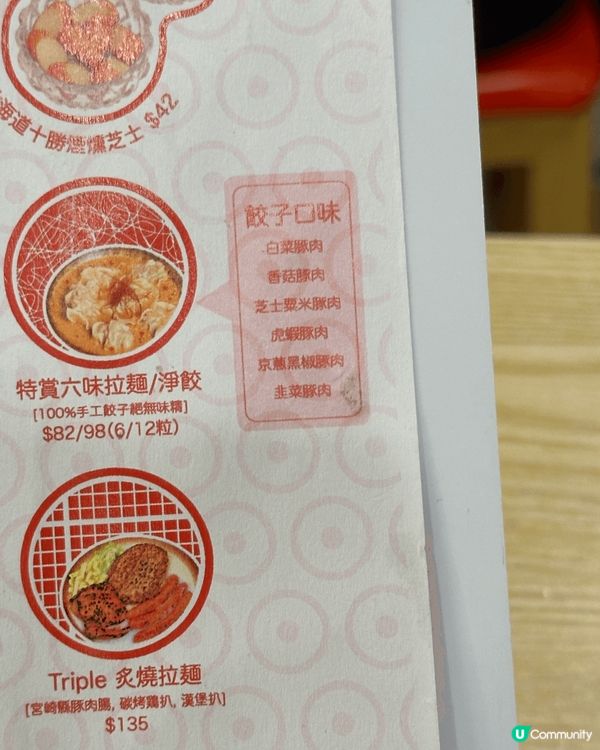 海道十勝煙燻芝士 $42
餃子口味
白菜豚肉
香菇豚肉
芝士粟米豚肉
虎蝦豚肉
京蔥黑椒豚肉
韭菜豚肉
特賞六味拉麵/淨餃
[100%手工餃子絕無味精]
$82/98(6/12粒)
Triple 炙燒拉麵
[宮崎縣豚肉腸, 碳烤鷄扒, 漢堡扒]
$135
U Community